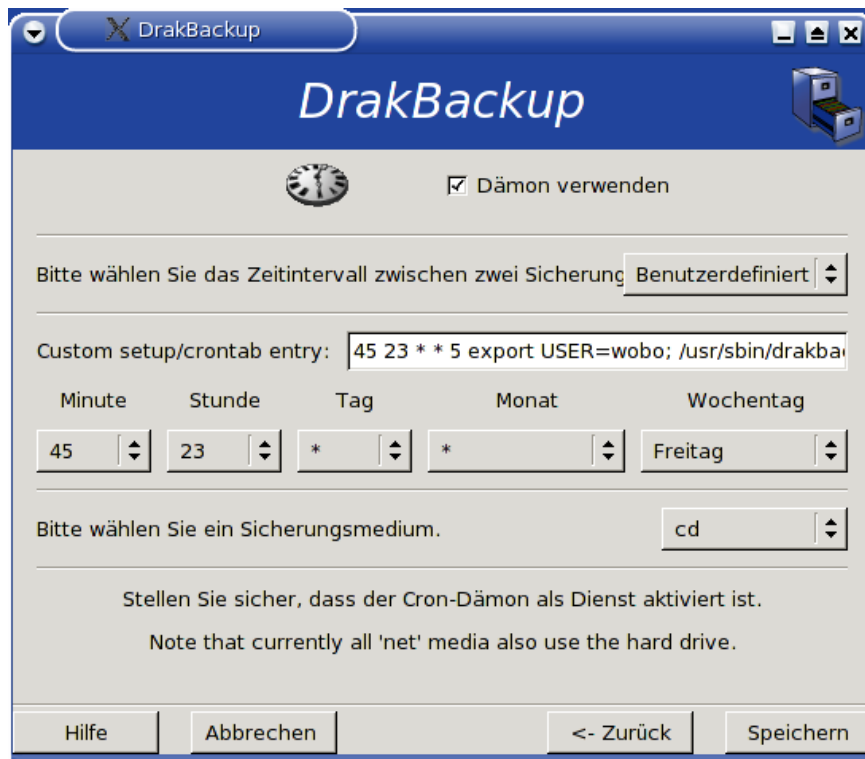 DrakBackup
DrakBackup
Dämon verwenden
Bitte wählen Sie das Zeitintervall zwischen zwei Sicherung Benutzerdefiniert
Custom setup/crontab entry: 45 23 * * 5 export USER=wobo; /usr/sbin/drakba
Minute Stunde Tag Monat Wochentag
45 23 * * Freitag
Bitte wählen Sie ein Sicherungsmedium. cd
Stellen Sie sicher, dass der Cron-Dämon als Dienst aktiviert ist.
Note that currently all 'net' media also use the hard drive.
Hilfe Abbrechen <- Zurück Speichern